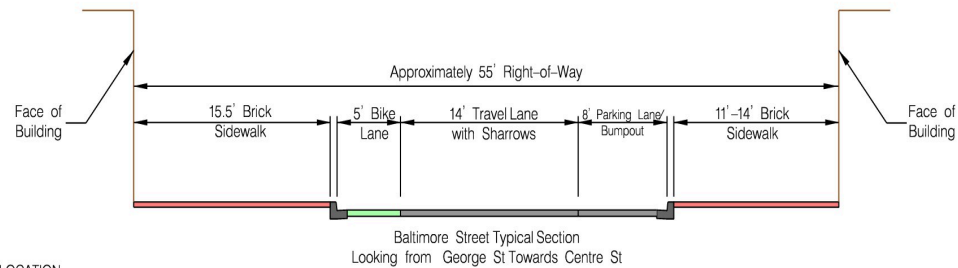 Approximately 55' Right-of-Way
Face of
Building
15.5' Brick
Sidewalk
5' Bike
Lane
14' Travel Lane
with Sharrows
8' Parking Lane/
Bumpout
11'-14' Brick
Sidewalk
Face of
Building
Baltimore Street Typical Section
Looking from George St Towards Centre St
LOCATION